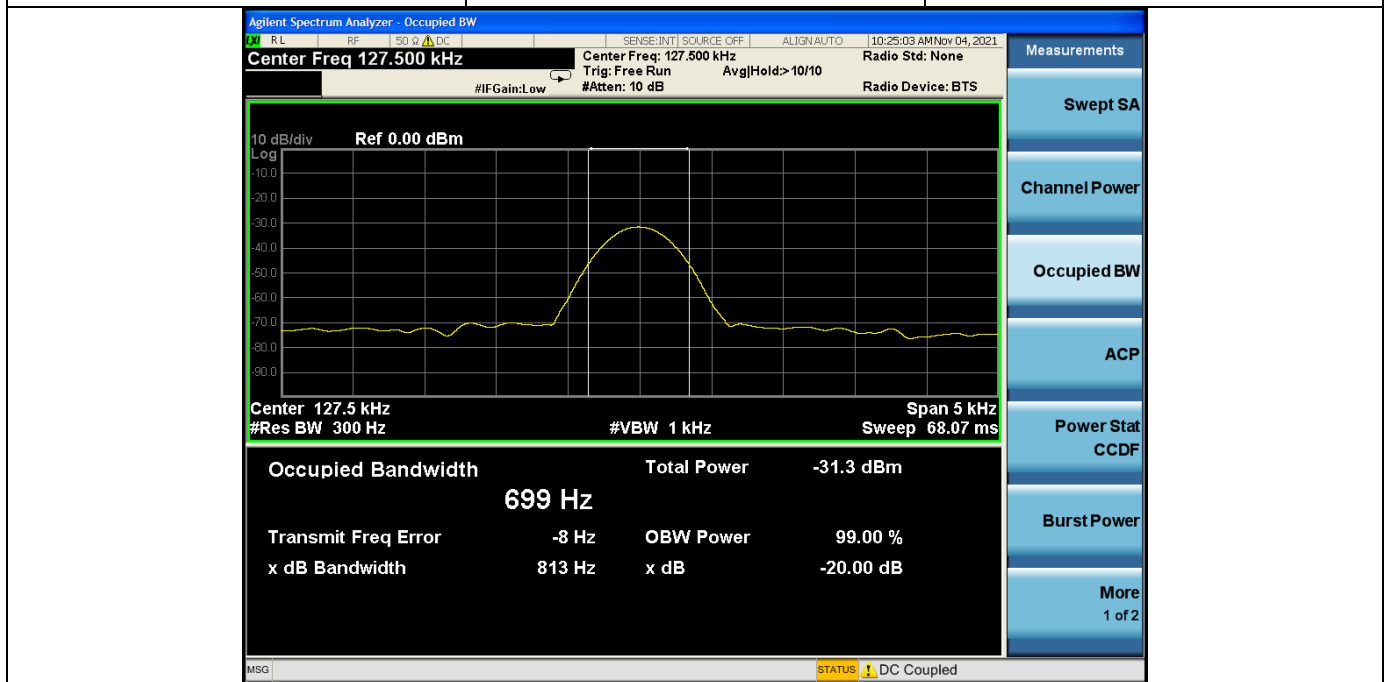 Agilent Spectrum Analyzer - Occupied BW
LXI RL RF 50 Ω DC SENSE:INT SOURCE OFF ALIGN AUTO 10:25:03 AM Nov 04, 2021
Center Freq 127.500 kHz
Center Freq: 127.500 kHz
Radio Std: None
Trig: Free Run Avg|Hold:>10/10
#IFGain:Low
#Atten: 10 dB
Radio Device: BTS
10 dB/div Ref 0.00 dBm
Log
-10.0
-20.0
-30.0
-40.0
-50.0
-60.0
-70.0
-80.0
-90.0
Center 127.5 kHz Span 5 kHz
#Res BW 300 Hz #VBW 1 kHz Sweep 68.07 ms
Occupied Bandwidth Total Power -31.3 dBm
699 Hz
Transmit Freq Error -8 Hz OBW Power 99.00 %
x dB Bandwidth 813 Hz x dB -20.00 dB
MSG STATUS DC Coupled
Measurements
Swept SA
Channel Power
Occupied BW
ACP
Power Stat
CCDF
Burst Power
More
1 of 2